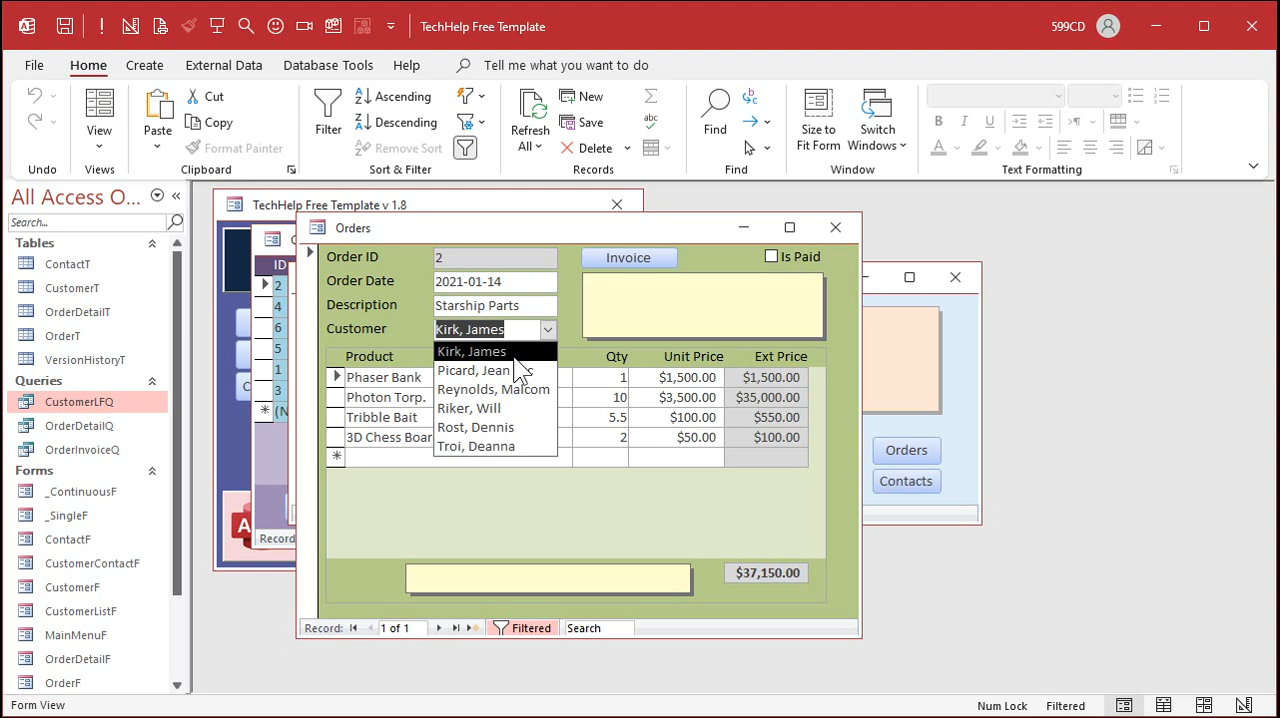 TechHelp Free Template
599CD
File Home Create External Data Database Tools Help Tell me what you want to do
Undo
View
Views
Paste
Cut
Copy
Format Painter
Clipboard
Filter
Ascending
Descending
Remove Sort
Sort & Filter
Refresh
All
New
Save
Delete
Records
Find
Find
Size to
Fit Form
Switch
Windows
Window
B I U
A
Text Formatting
All Access O...
Search...
Tables
ContactT
CustomerT
OrderDetailT
OrderT
VersionHistoryT
Queries
CustomerLFQ
OrderDetailQ
OrderInvoiceQ
Forms
_ContinuousF
_SingleF
ContactF
CustomerContactF
CustomerF
CustomerListF
MainMenuF
OrderDetailF
OrderF
TechHelp Free Template v 1.8
ID
2
4
6
5
1
3
Record
Orders
Order ID 2
Order Date 2021-01-14
Description Starship Parts
Customer Kirk, James
Invoice
Is Paid
Kirk, James
Picard, Jean
Reynolds, Malcom
Riker, Will
Rost, Dennis
Troi, Deanna
Product Qty Unit Price Ext Price
Phaser Bank 1 $1,500.00 $1,500.00
Photon Torp. 10 $3,500.00 $35,000.00
Tribble Bait 5.5 $100.00 $550.00
3D Chess Boar 2 $50.00 $100.00
$37,150.00
Record: 1 of 1 Filtered Search
Orders
Contacts
Form View
Num Lock Filtered